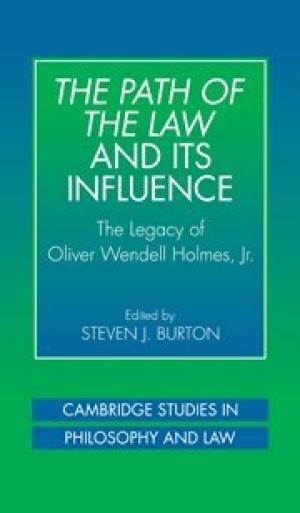 THE PATH OF
THE LAW
AND ITS
INFLUENCE
The Legacy of
Oliver Wendell Holmes, Jr.
Edited by
STEVEN J. BURTON
CAMBRIDGE STUDIES IN
PHILOSOPHY AND LAW